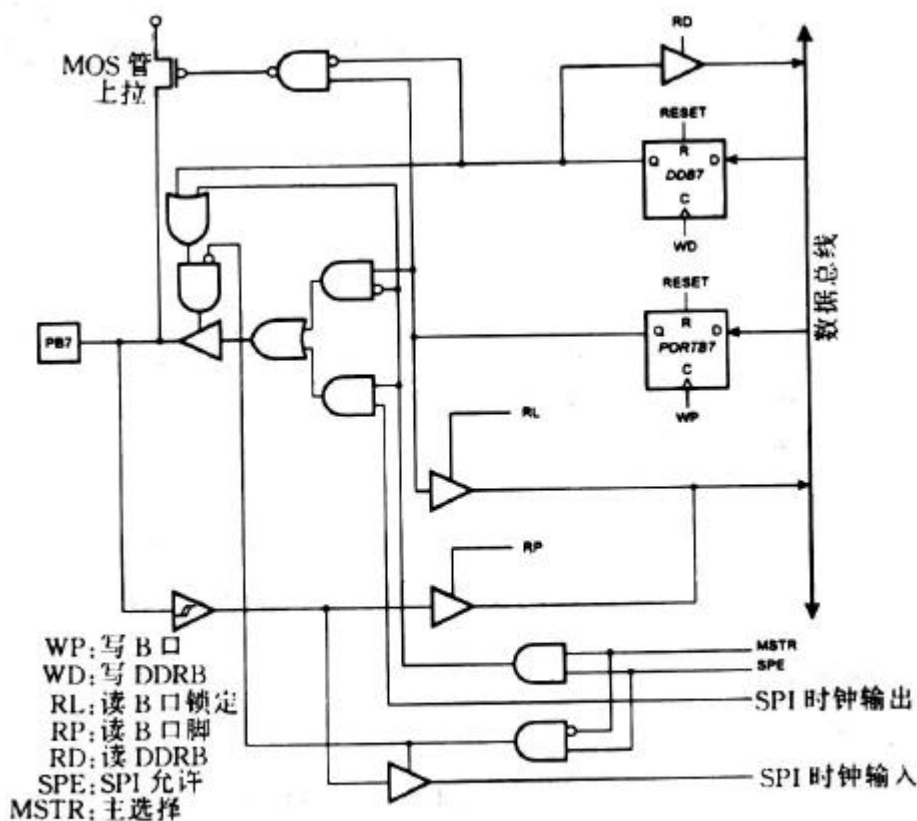 RD
MOS 管
上拉
RESET
Q
R
D
DDB7
C
WD
RESET
Q
R
D
PORTB7
C
WP
数据总线
PB7
RL
RP
MSTR
SPE
SPI 时钟输出
SPI 时钟输入
WP:写 B 口
WD:写 DDRB
RL:读 B 口锁定
RP:读 B 口脚
RD:读 DDRB
SPE:SPI 允许
MSTR:主选择